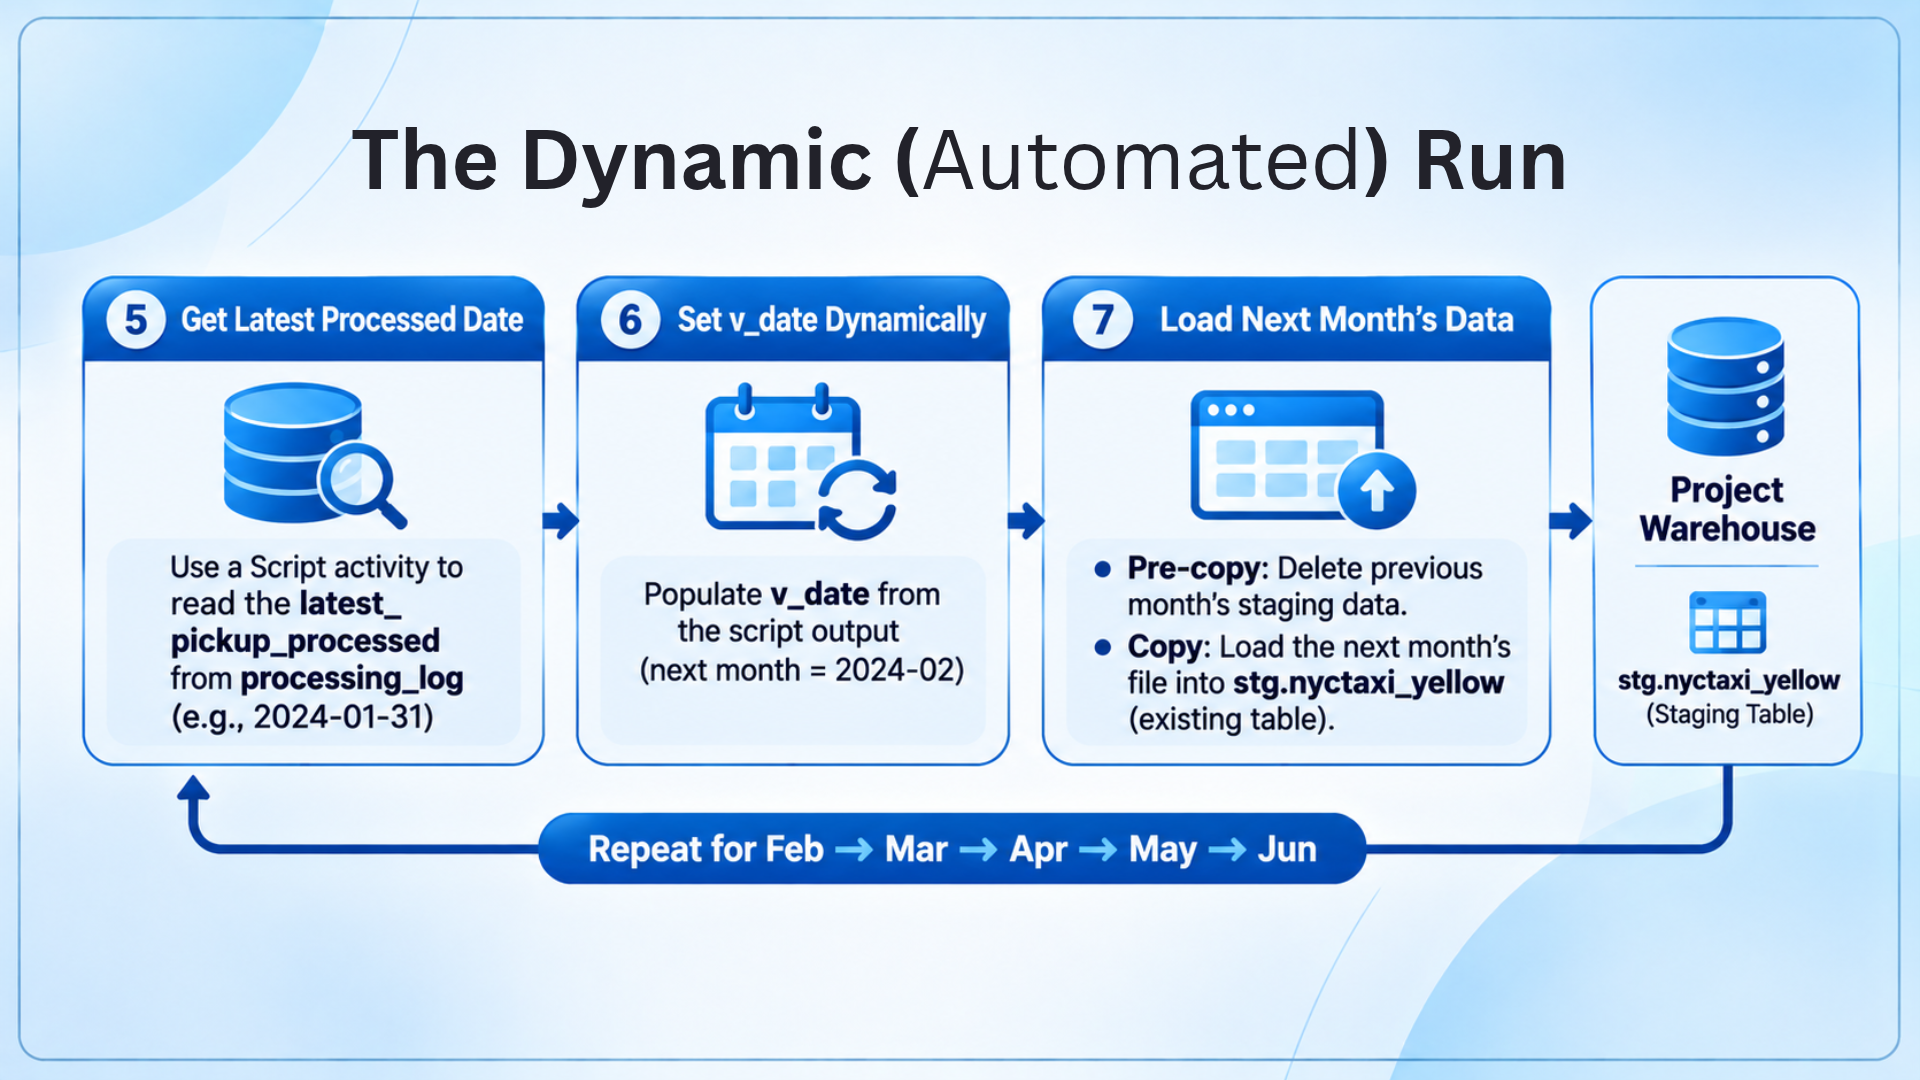 The Dynamic (Automated) Run
5 Get Latest Processed Date
Use a Script activity to
read the latest_
pickup_processed
from processing_log
(e.g., 2024-01-31)
6 Set v_date Dynamically
Populate v_date from
the script output
(next month = 2024-02)
7 Load Next Month's Data
• Pre-copy: Delete previous
month's staging data.
• Copy: Load the next month's
file into stg.nyctaxi_yellow
(existing table).
Project
Warehouse
stg.nyctaxi_yellow
(Staging Table)
Repeat for Feb → Mar → Apr → May → Jun